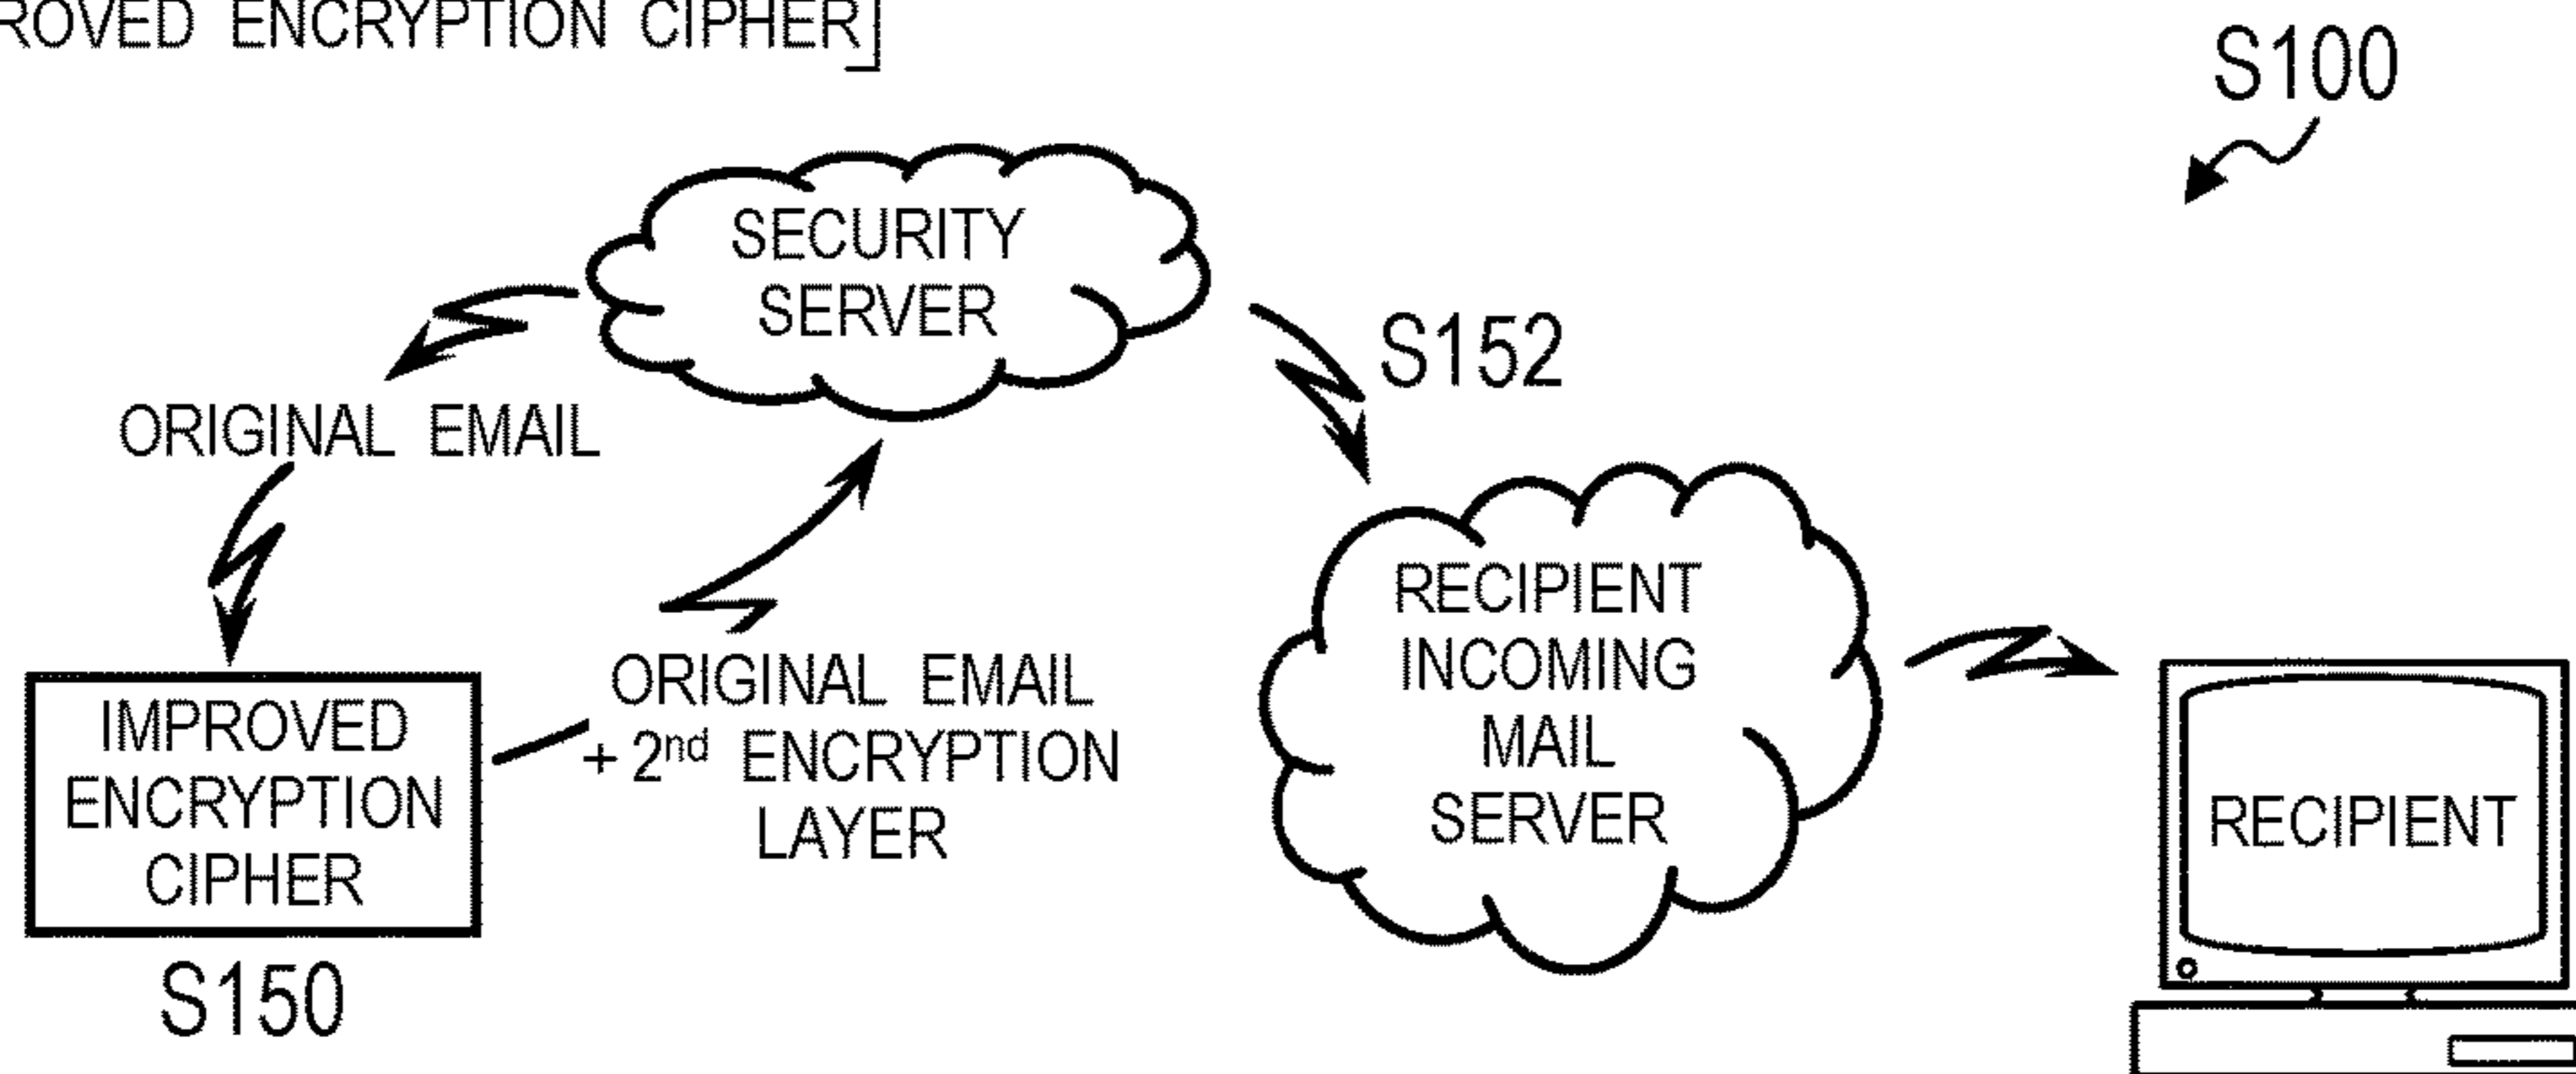 ROVED ENCRYPTION CIPHER]
S100
SECURITY
SERVER
S152
ORIGINAL EMAIL
RECIPIENT
INCOMING
MAIL
SERVER
ORIGINAL EMAIL
+ 2nd ENCRYPTION
LAYER
IMPROVED
ENCRYPTION
CIPHER
S150
RECIPIENT